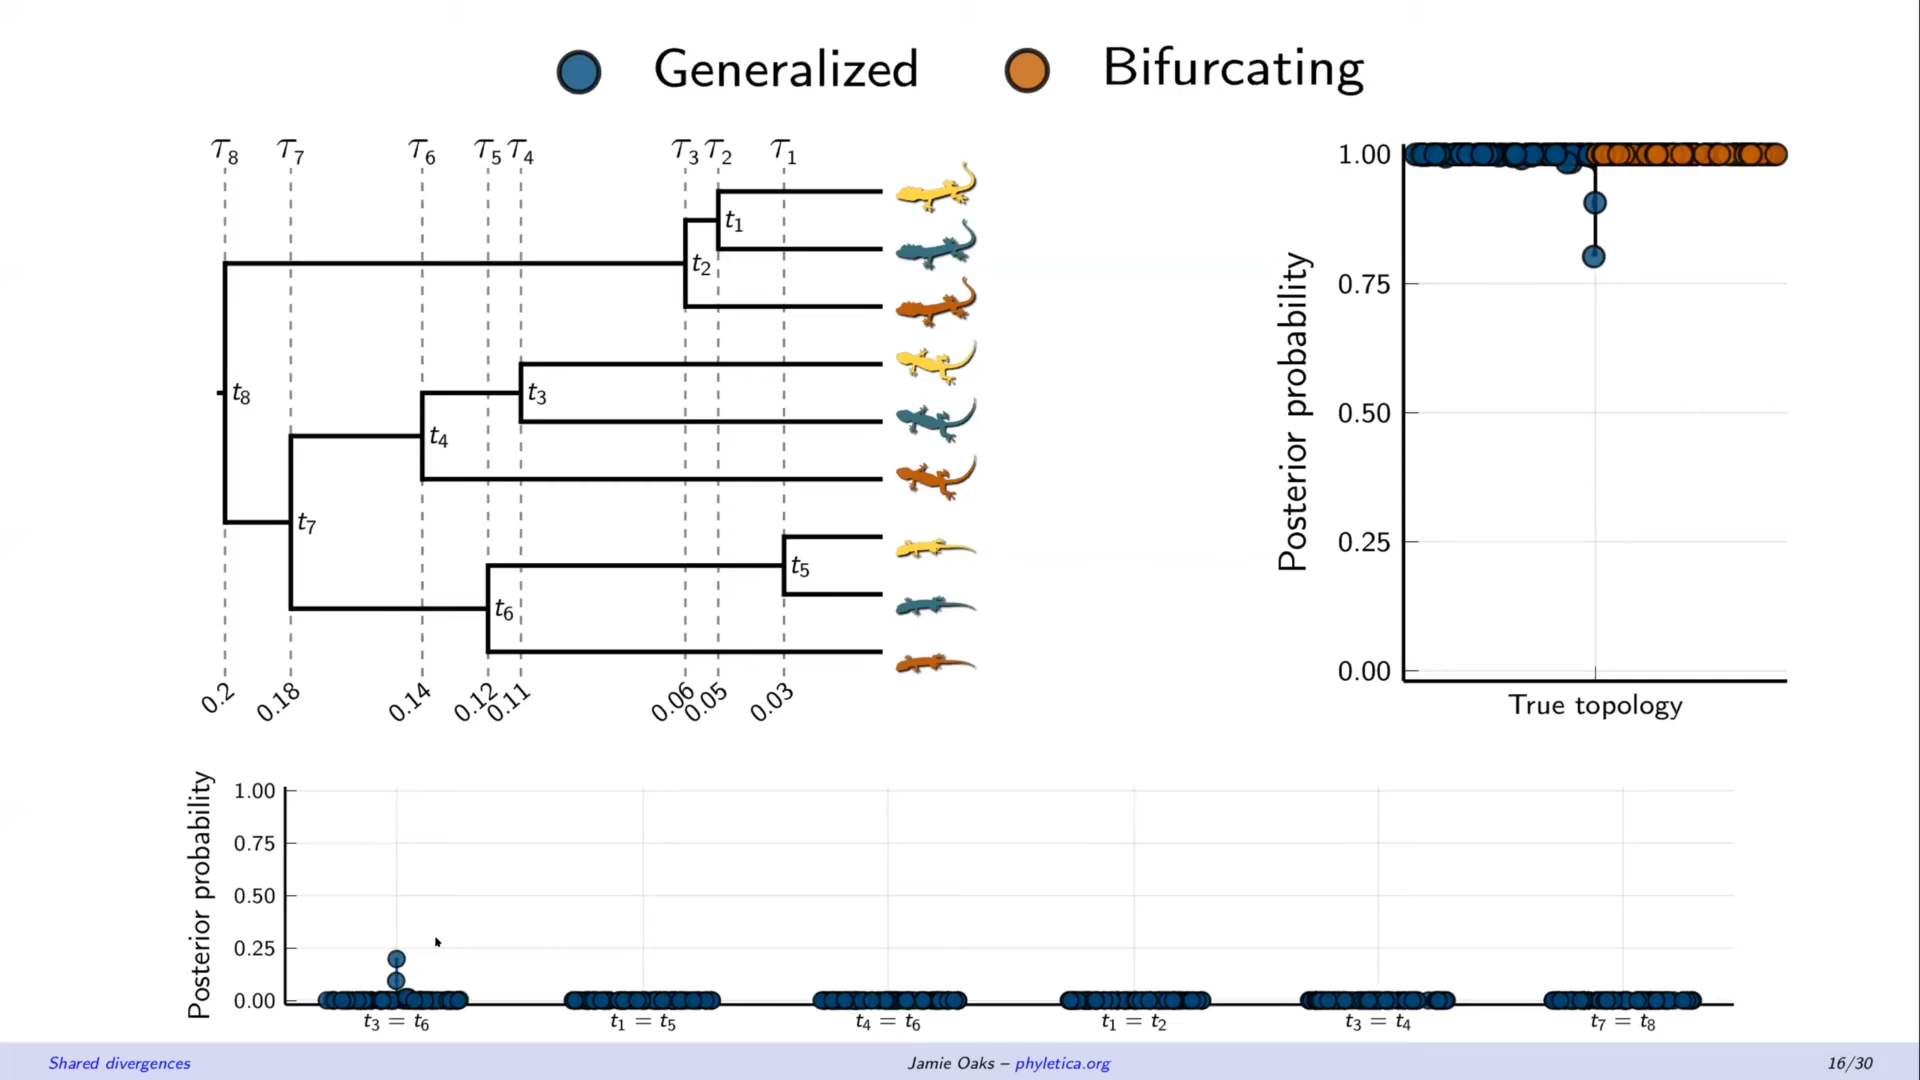 Generalized Bifurcating
τ8 τ7 τ6 τ5 τ4 τ3 τ2 τ1
t1
t2
t8
t3
t4
t7
t5
t6
0.2 0.18 0.14 0.12 0.11 0.06 0.05 0.03
Posterior probability
1.00
0.75
0.50
0.25
0.00
True topology
Posterior probability
1.00
0.75
0.50
0.25
0.00
t3 = t6 t1 = t5 t4 = t6 t1 = t2 t3 = t4 t7 = t8
Shared divergences Jamie Oaks – phyletica.org 16/30